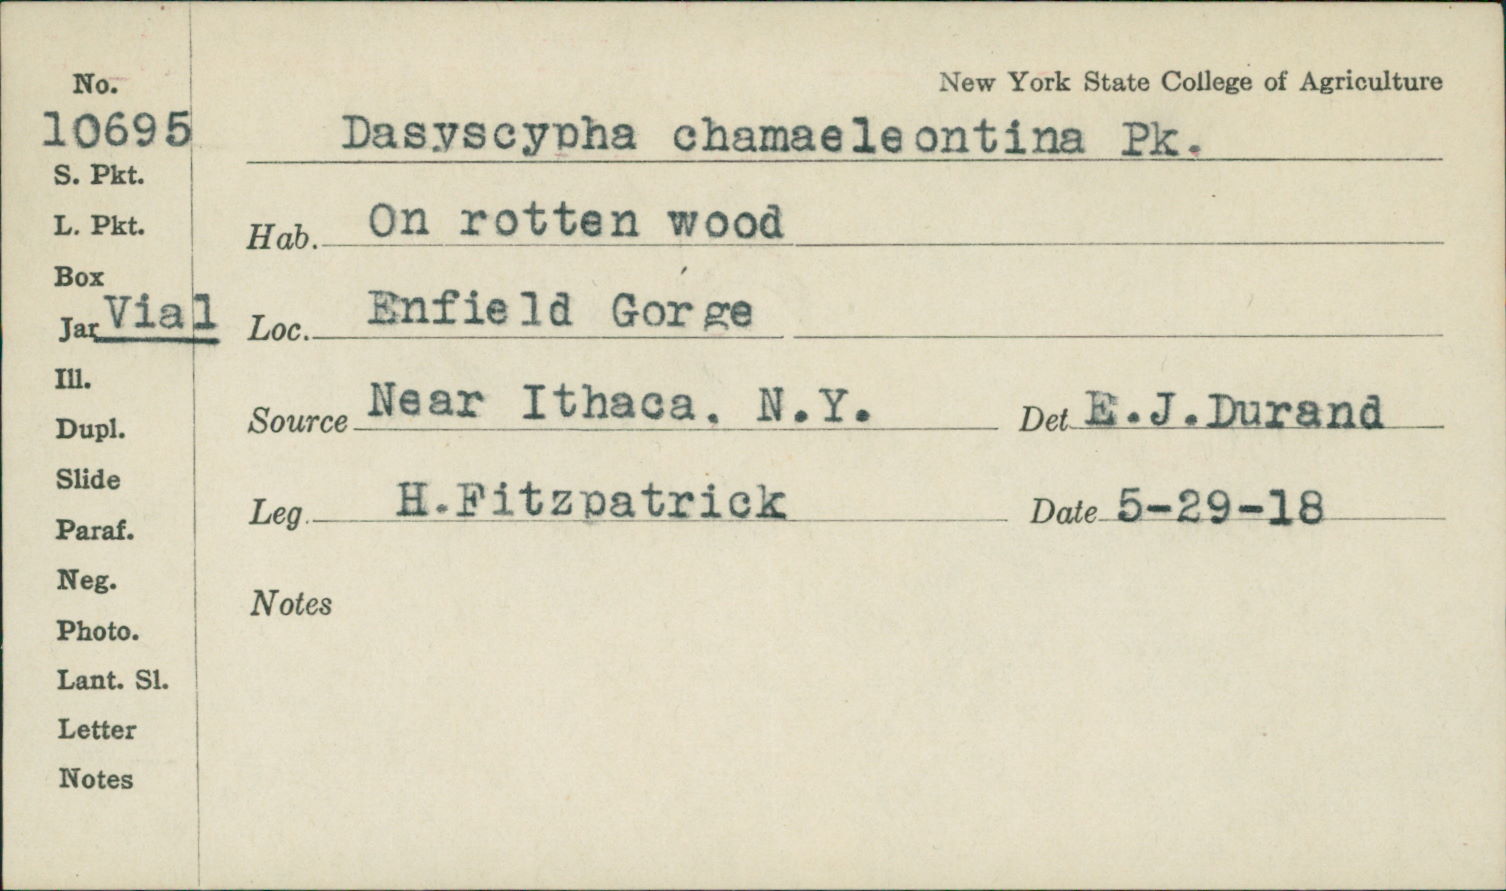 No.
New York State College of Agriculture
10695
Dasyscypha chamaeleontina Pk.
S. Pkt.
L. Pkt.
Hab. On rotten wood
Box
Jar Vial
Loc. Enfield Gorge
Ill.
Source Near Ithaca, N.Y. Det E.J.Durand
Dupl.
Slide
Leg. H.Fitzpatrick Date 5-29-18
Paraf.
Neg.
Notes
Photo.
Lant. Sl.
Letter
Notes